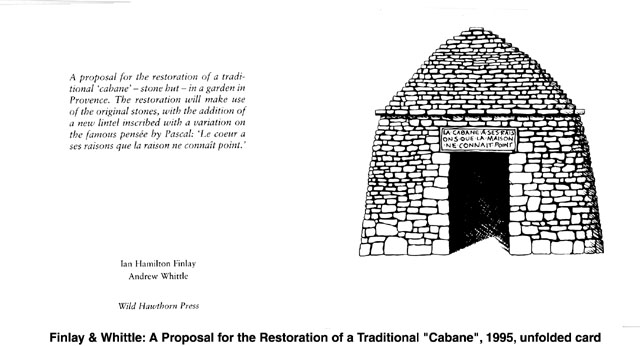 A proposal for the restoration of a tradi-
tional 'cabane' – stone hut – in a garden in
Provence. The restoration will make use
of the original stones, with the addition of
a new lintel inscribed with a variation on
the famous pensée by Pascal: 'Le coeur a
ses raisons que la raison ne connaît point.'
LA CABANE A SES RAIS
ONS QUE LA MAISON
NE CONNAIT POINT
Ian Hamilton Finlay
Andrew Whittle
Wild Hawthorn Press
Finlay & Whittle: A Proposal for the Restoration of a Traditional "Cabane", 1995, unfolded card